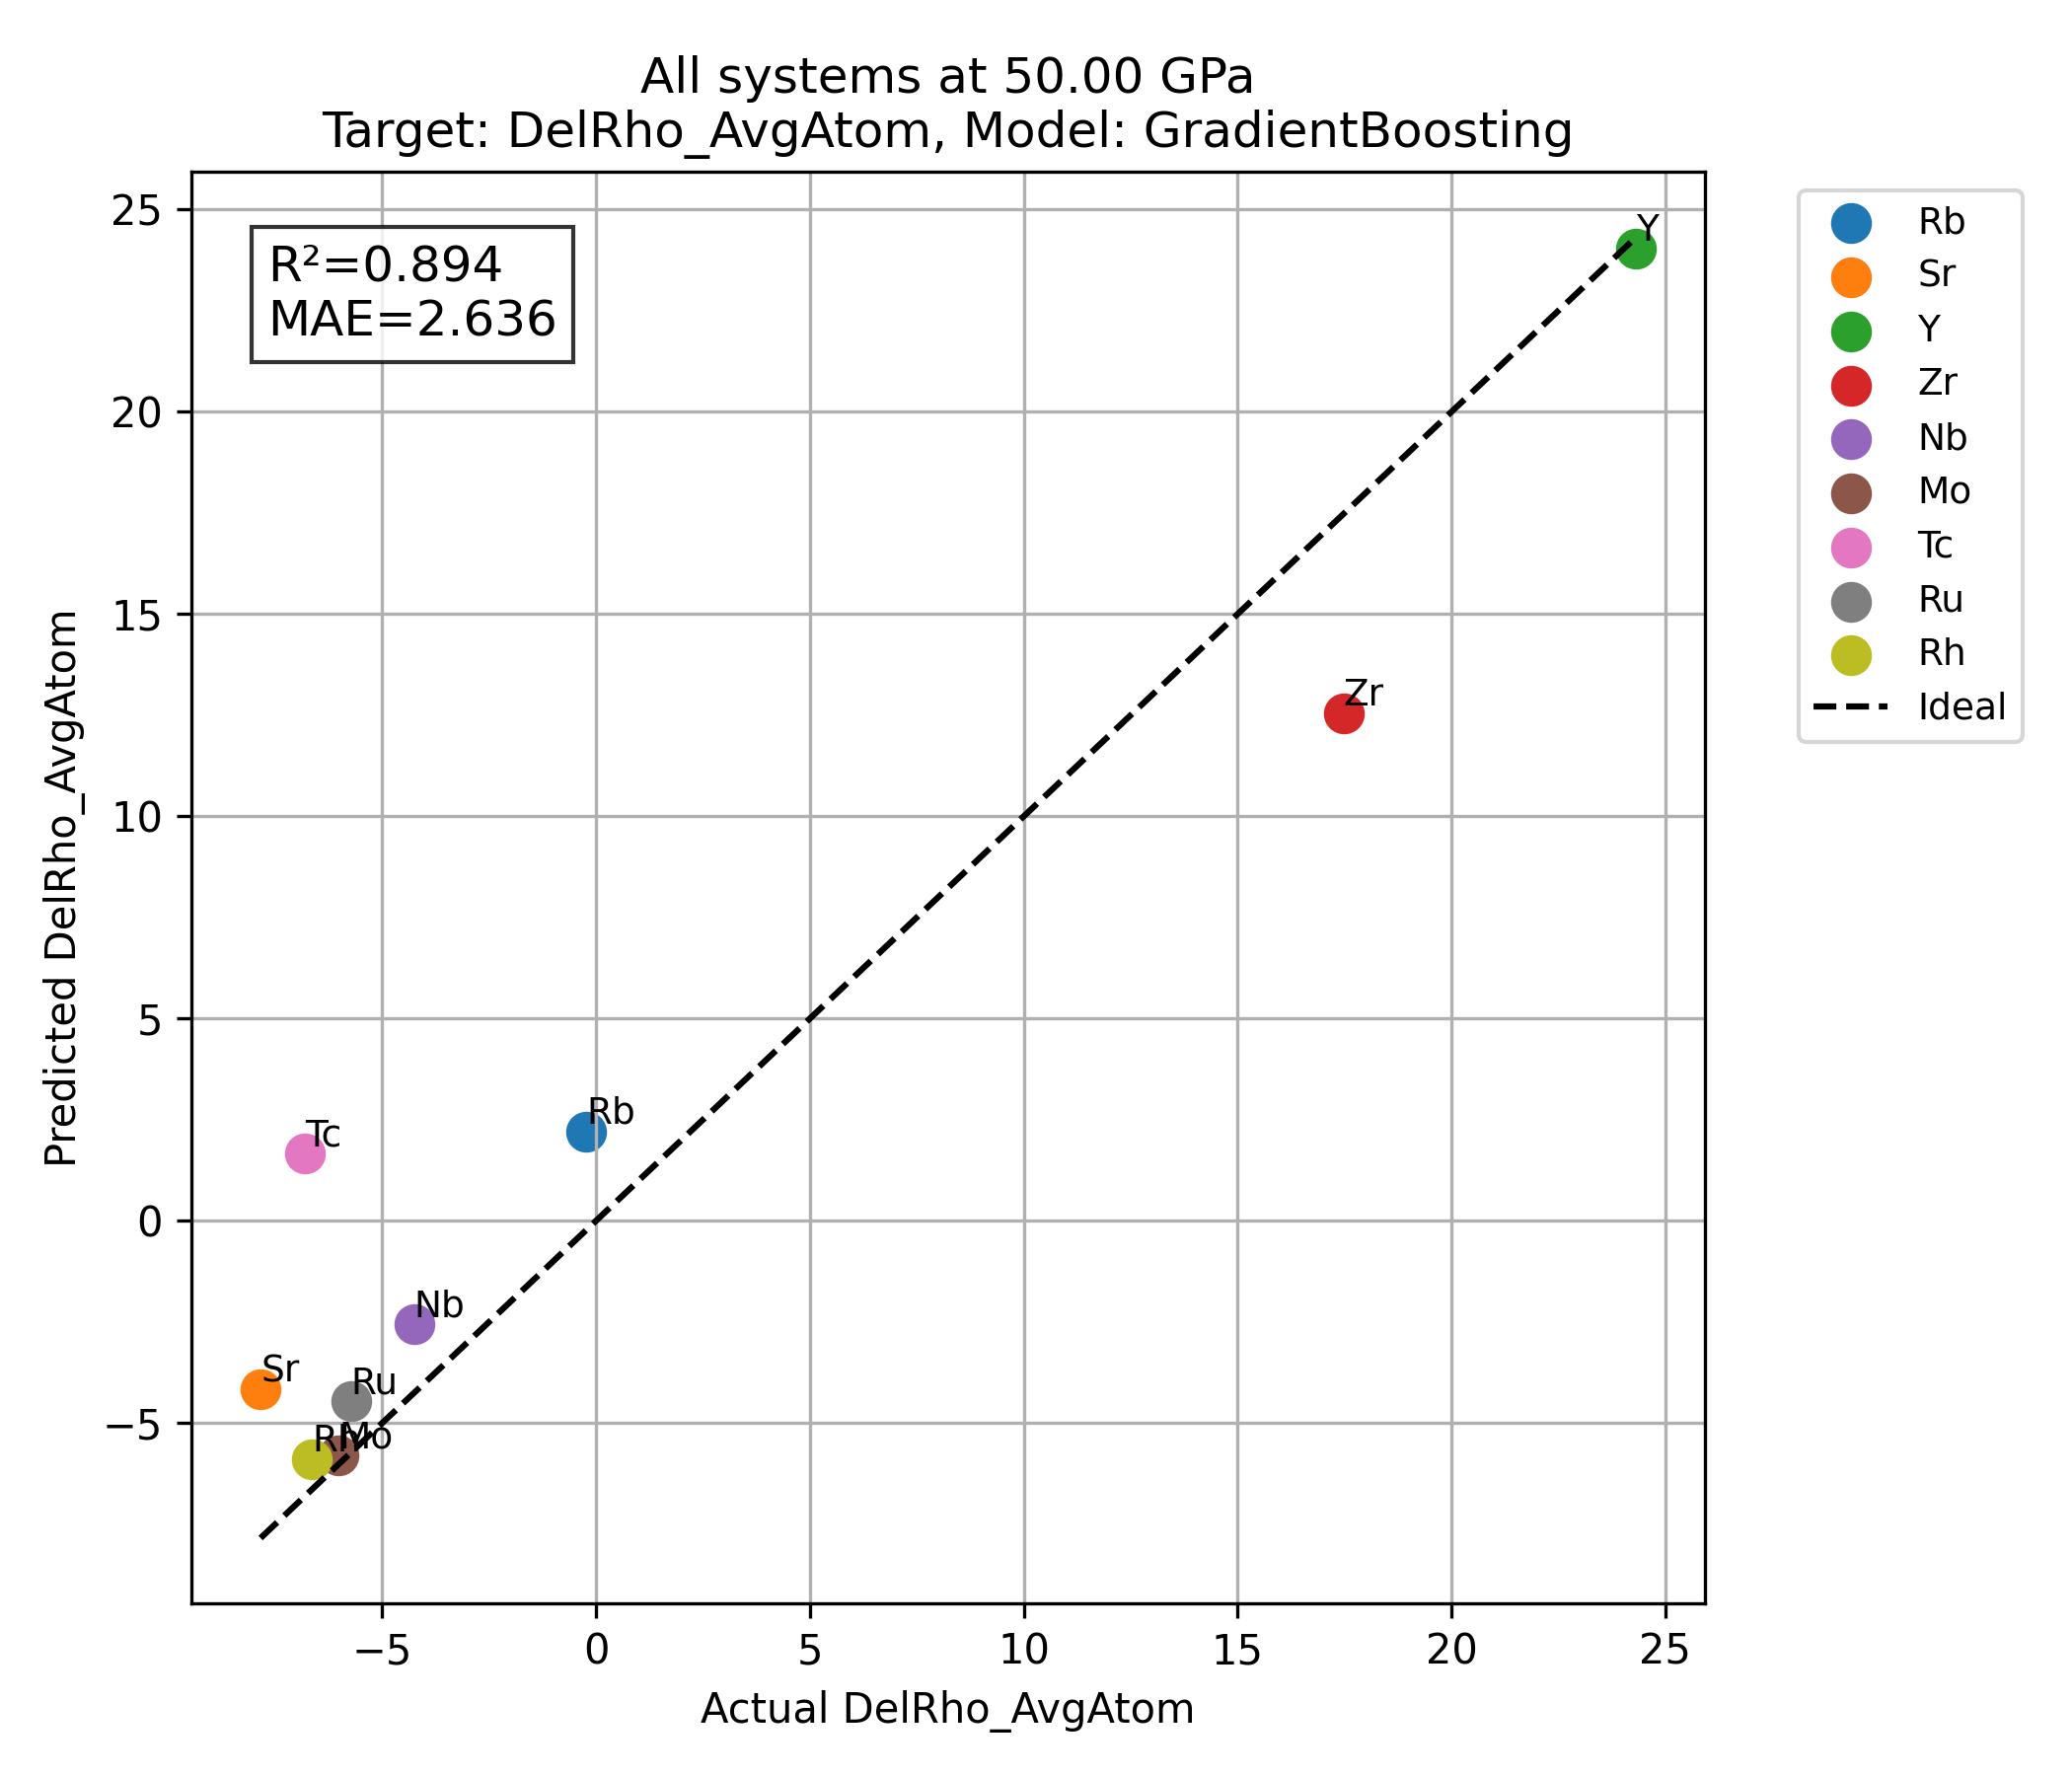 All systems at 50.00 GPa
Target: DelRho_AvgAtom, Model: GradientBoosting
R²=0.894
MAE=2.636
25
20
15
10
5
0
−5
Predicted DelRho_AvgAtom
Y
Zr
Rb
Tc
Nb
Sr
Ru
Rh
Mo
−5
0
5
10
15
20
25
Actual DelRho_AvgAtom
Rb
Sr
Y
Zr
Nb
Mo
Tc
Ru
Rh
Ideal